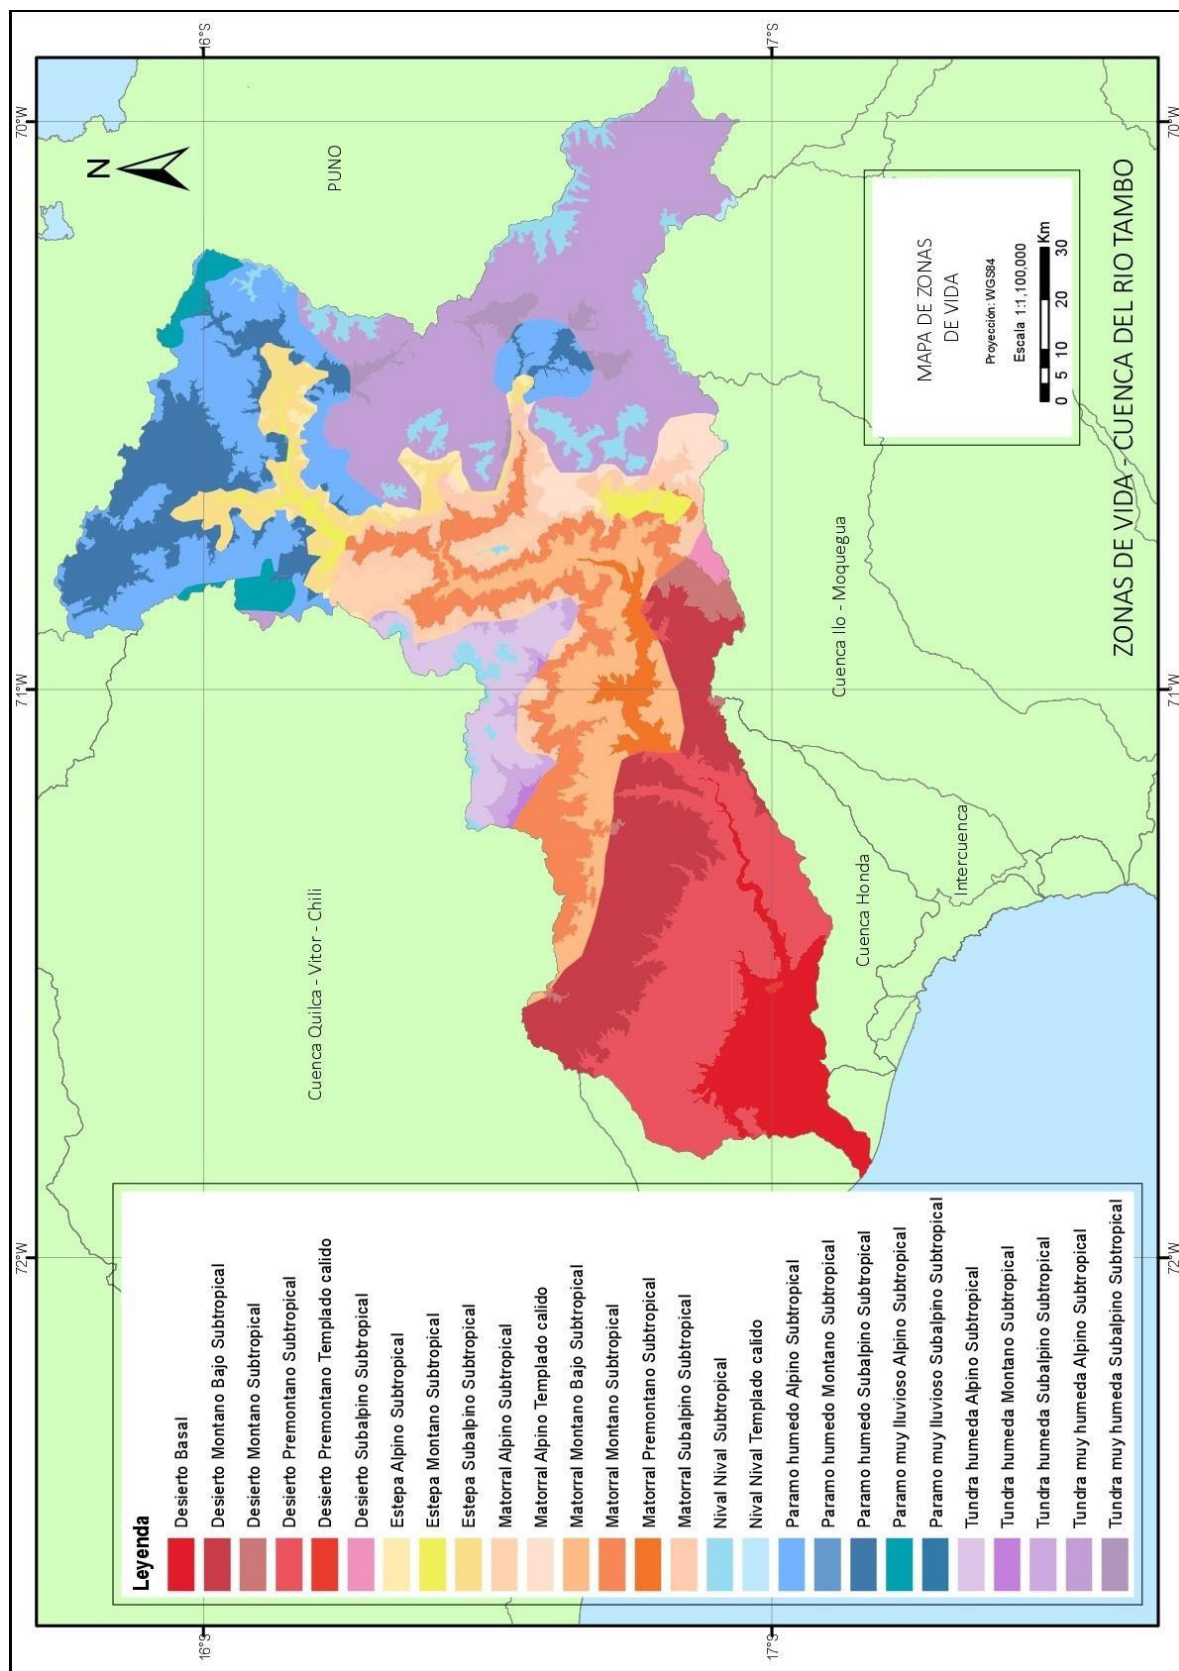 72°W
71°W
70°W
16°S
16°S
17°S
17°S
N
PUNO
Cuenca Quilca - Vitor - Chili
Cuenca Ilo - Moquegua
Cuenca Honda
Intercuenca
Leyenda
Desierto Basal
Desierto Montano Bajo Subtropical
Desierto Montano Subtropical
Desierto Premontano Subtropical
Desierto Premontano Templado calido
Desierto Subalpino Subtropical
Estepa Alpino Subtropical
Estepa Montano Subtropical
Estepa Subalpino Subtropical
Matorral Alpino Subtropical
Matorral Alpino Templado calido
Matorral Montano Bajo Subtropical
Matorral Montano Subtropical
Matorral Premontano Subtropical
Matorral Subalpino Subtropical
Nival Nival Subtropical
Nival Nival Templado calido
Paramo humedo Alpino Subtropical
Paramo humedo Montano Subtropical
Paramo humedo Subalpino Subtropical
Paramo muy lluvioso Alpino Subtropical
Paramo muy lluvioso Subalpino Subtropical
Tundra humeda Alpino Subtropical
Tundra humeda Montano Subtropical
Tundra humeda Subalpino Subtropical
Tundra muy humeda Alpino Subtropical
Tundra muy humeda Subalpino Subtropical
MAPA DE ZONAS
DE VIDA
Proyección: WGS84
Escala 1:1,100,000
Km
0 5 10 20 30
ZONAS DE VIDA - CUENCA DEL RIO TAMBO
72°W
71°W
70°W